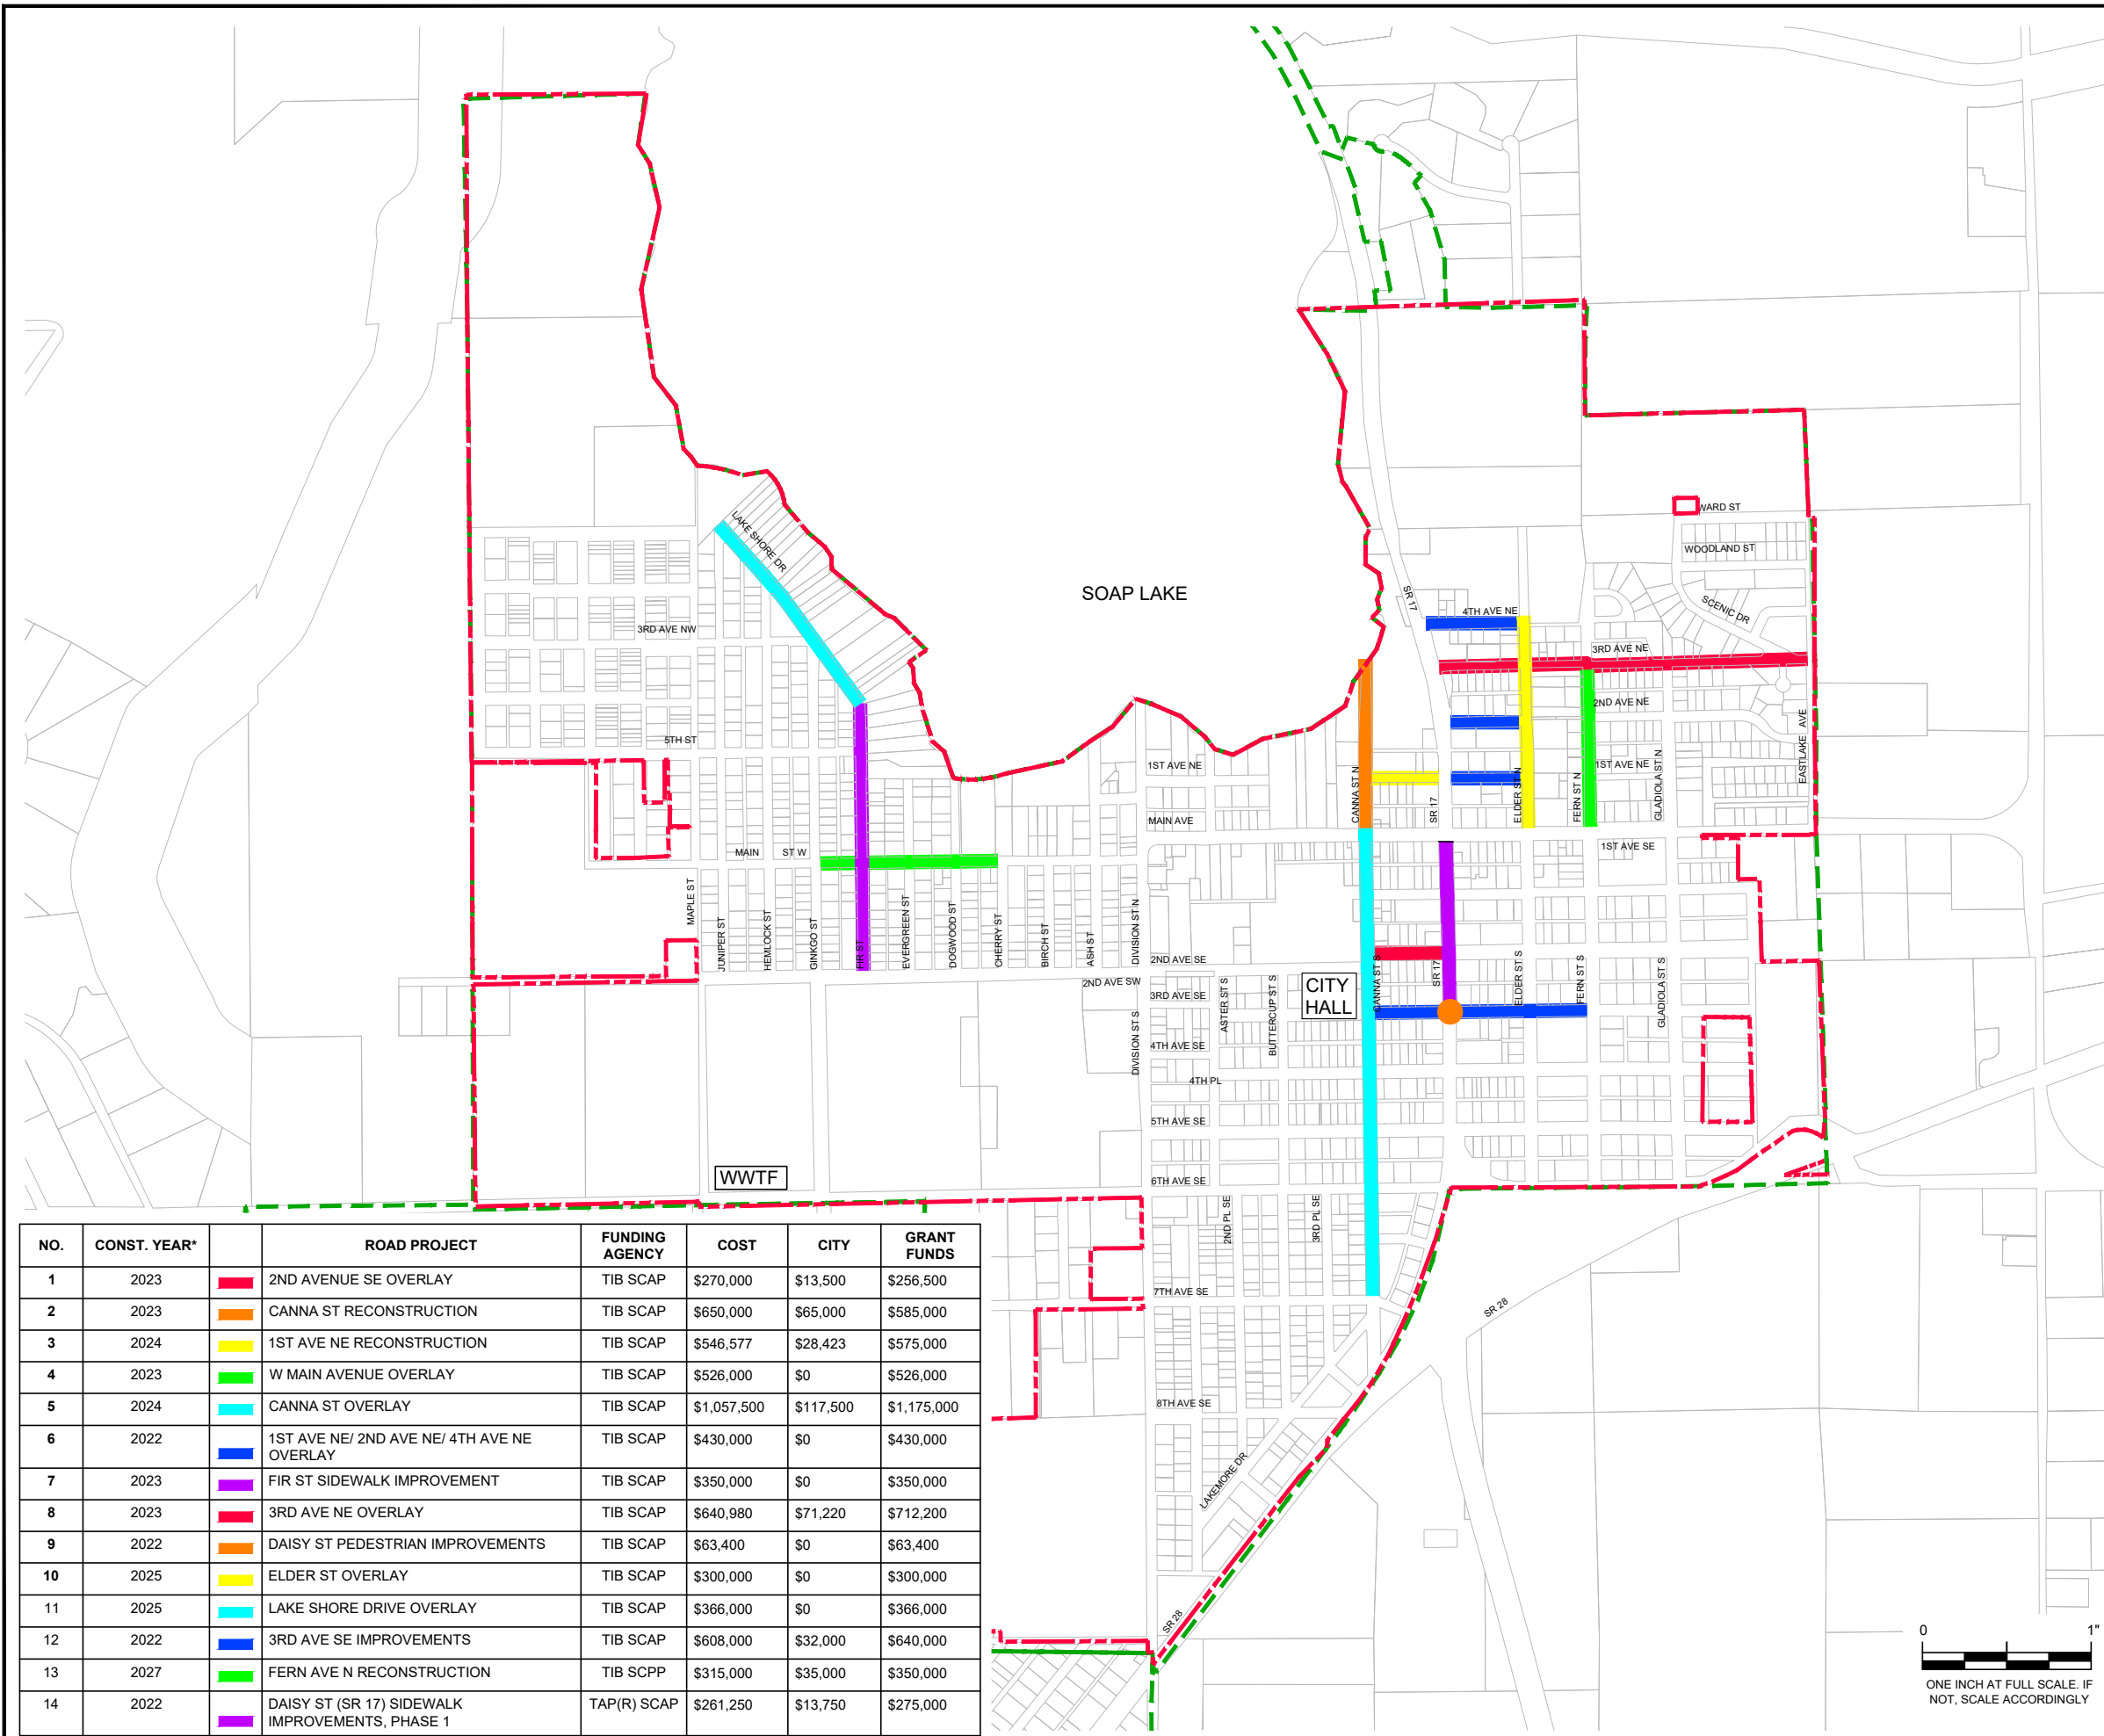 SOAP LAKE
LAKE SHORE DR
3RD AVE NW
5TH ST
MAIN ST W
MAPLE ST
JUNIPER ST
HEMLOCK ST
GINKGO ST
FIR ST
EVERGREEN ST
DOGWOOD ST
CHERRY ST
BIRCH ST
ASH ST
DIVISION ST N
WARD ST
WOODLAND ST
SCENIC DR
SR 17
4TH AVE NE
3RD AVE NE
2ND AVE NE
1ST AVE NE
EASTLAKE AVE
GLADIOLA ST N
FERN ST N
ELDER ST N
SR 17
CANNA ST N
1ST AVE NE
MAIN AVE
1ST AVE SE
2ND AVE SE
2ND AVE SW
3RD AVE SE
4TH AVE SE
4TH PL
5TH AVE SE
6TH AVE SE
DIVISION ST S
ASTER ST S
BUTTERCUP ST S
CITY
HALL
CANNA ST S
SR 17
ELDER ST S
FERN ST S
GLADIOLA ST S
WWTF
2ND PL SE
3RD PL SE
7TH AVE SE
8TH AVE SE
LAKEMORE DR
SR 28
SR 28
NO. CONST. YEAR* ROAD PROJECT FUNDING AGENCY COST CITY GRANT FUNDS
1 2023 2ND AVENUE SE OVERLAY TIB SCAP $270,000 $13,500 $256,500
2 2023 CANNA ST RECONSTRUCTION TIB SCAP $650,000 $65,000 $585,000
3 2024 1ST AVE NE RECONSTRUCTION TIB SCAP $546,577 $28,423 $575,000
4 2023 W MAIN AVENUE OVERLAY TIB SCAP $526,000 $0 $526,000
5 2024 CANNA ST OVERLAY TIB SCAP $1,057,500 $117,500 $1,175,000
6 2022 1ST AVE NE/ 2ND AVE NE/ 4TH AVE NE OVERLAY TIB SCAP $430,000 $0 $430,000
7 2023 FIR ST SIDEWALK IMPROVEMENT TIB SCAP $350,000 $0 $350,000
8 2023 3RD AVE NE OVERLAY TIB SCAP $640,980 $71,220 $712,200
9 2022 DAISY ST PEDESTRIAN IMPROVEMENTS TIB SCAP $63,400 $0 $63,400
10 2025 ELDER ST OVERLAY TIB SCAP $300,000 $0 $300,000
11 2025 LAKE SHORE DRIVE OVERLAY TIB SCAP $366,000 $0 $366,000
12 2022 3RD AVE SE IMPROVEMENTS TIB SCAP $608,000 $32,000 $640,000
13 2027 FERN AVE N RECONSTRUCTION TIB SCPP $315,000 $35,000 $350,000
14 2022 DAISY ST (SR 17) SIDEWALK IMPROVEMENTS, PHASE 1 TAP(R) SCAP $261,250 $13,750 $275,000
0 1"
ONE INCH AT FULL SCALE. IF
NOT, SCALE ACCORDINGLY